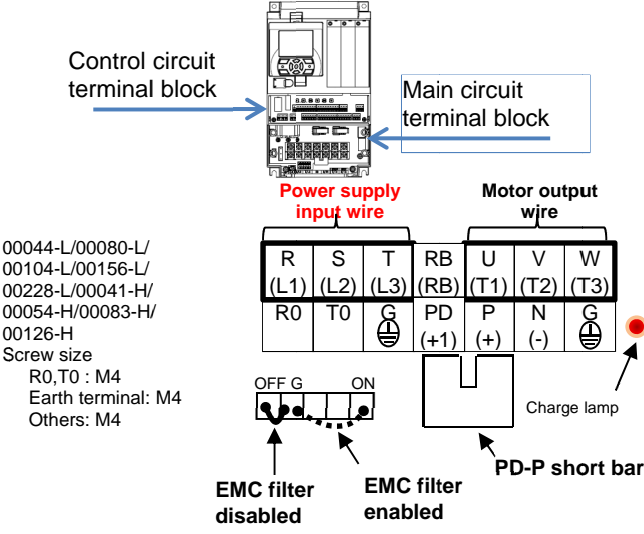 Control circuit
terminal block
Main circuit
terminal block
Power supply
input wire
Motor output
wire
00044-L/00080-L/
00104-L/00156-L/
00228-L/00041-H/
00054-H/00083-H/
00126-H
Screw size
R0,T0 : M4
Earth terminal: M4
Others: M4
R S T RB U V W
(L1) (L2) (L3) (RB) (T1) (T2) (T3)
R0 T0 G PD P N G
(+1) (+) (-)
OFF G ON
Charge lamp
PD-P short bar
EMC filter
disabled
EMC filter
enabled